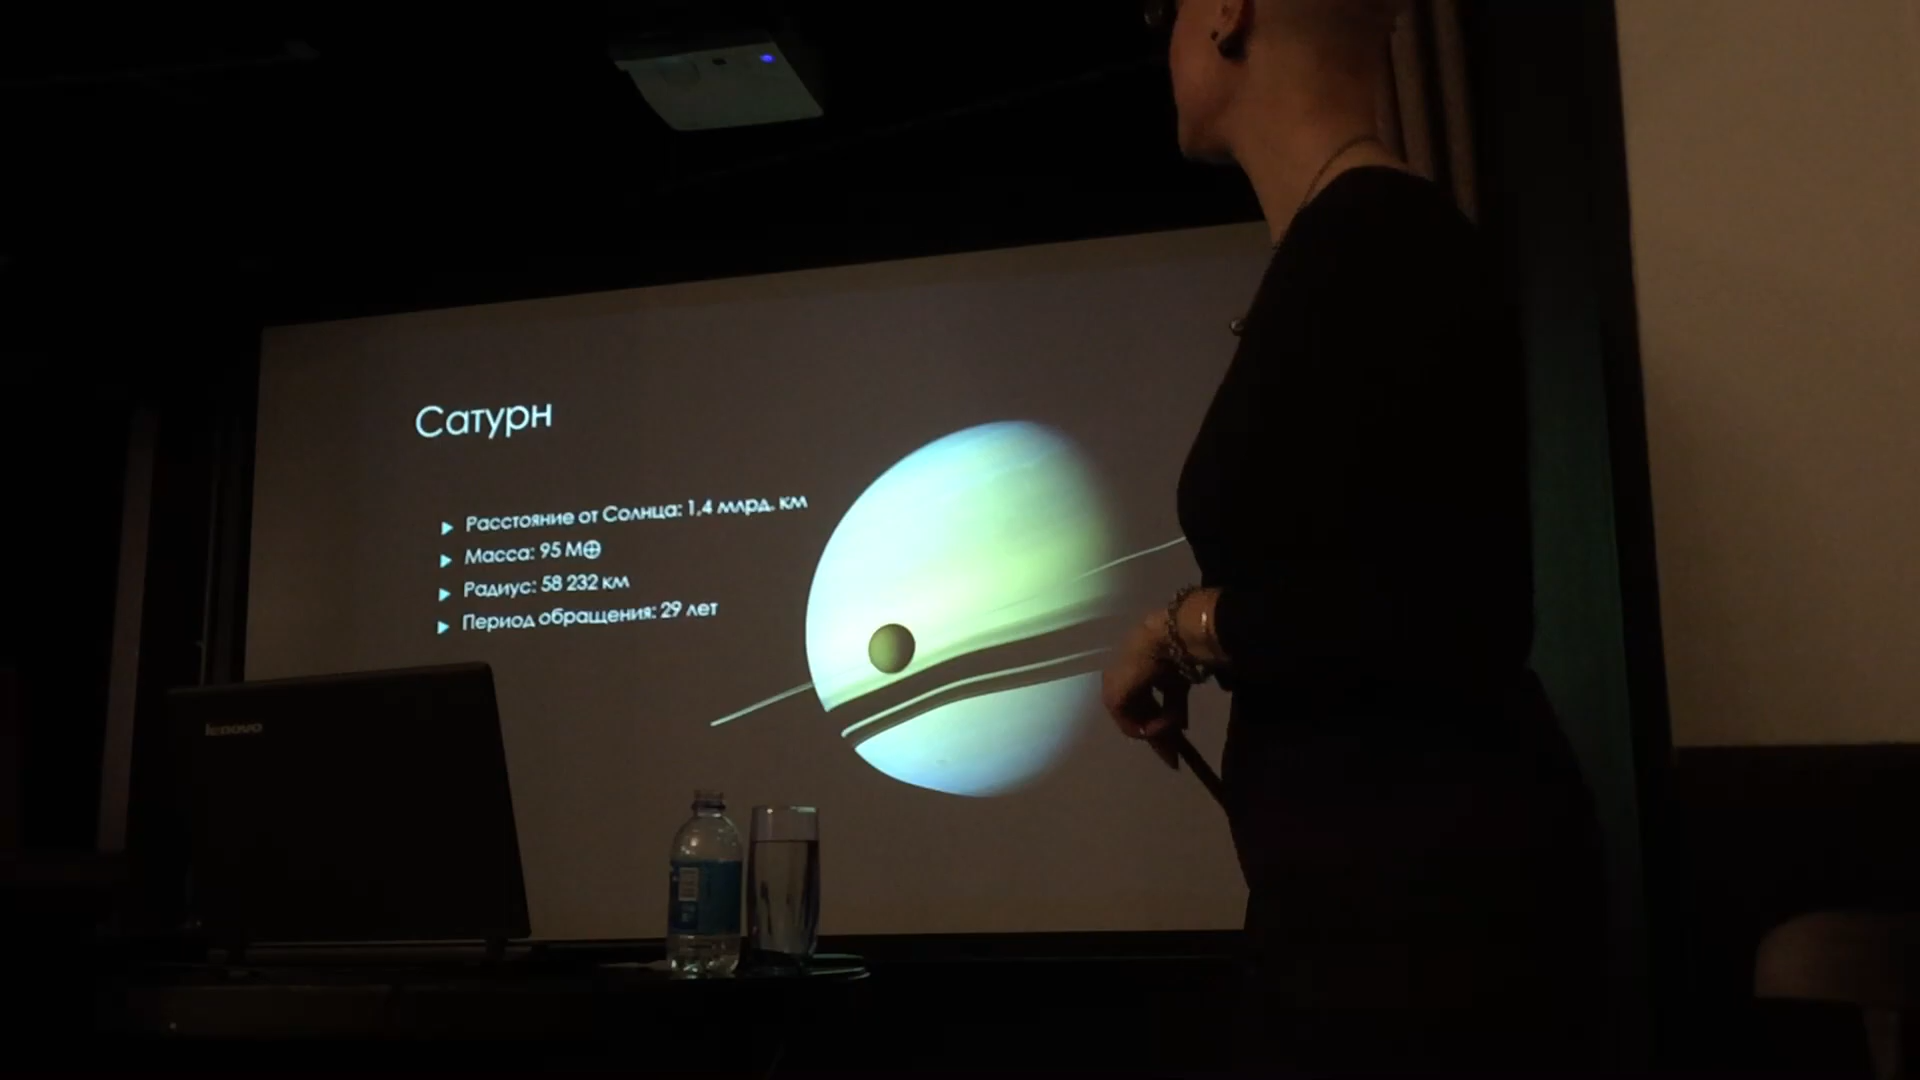 Сатурн
Расстояние от Солнца: 1,4 млрд. км
Масса: 95 M⊕
Радиус: 58 232 км
Период обращения: 29 лет
lenovo